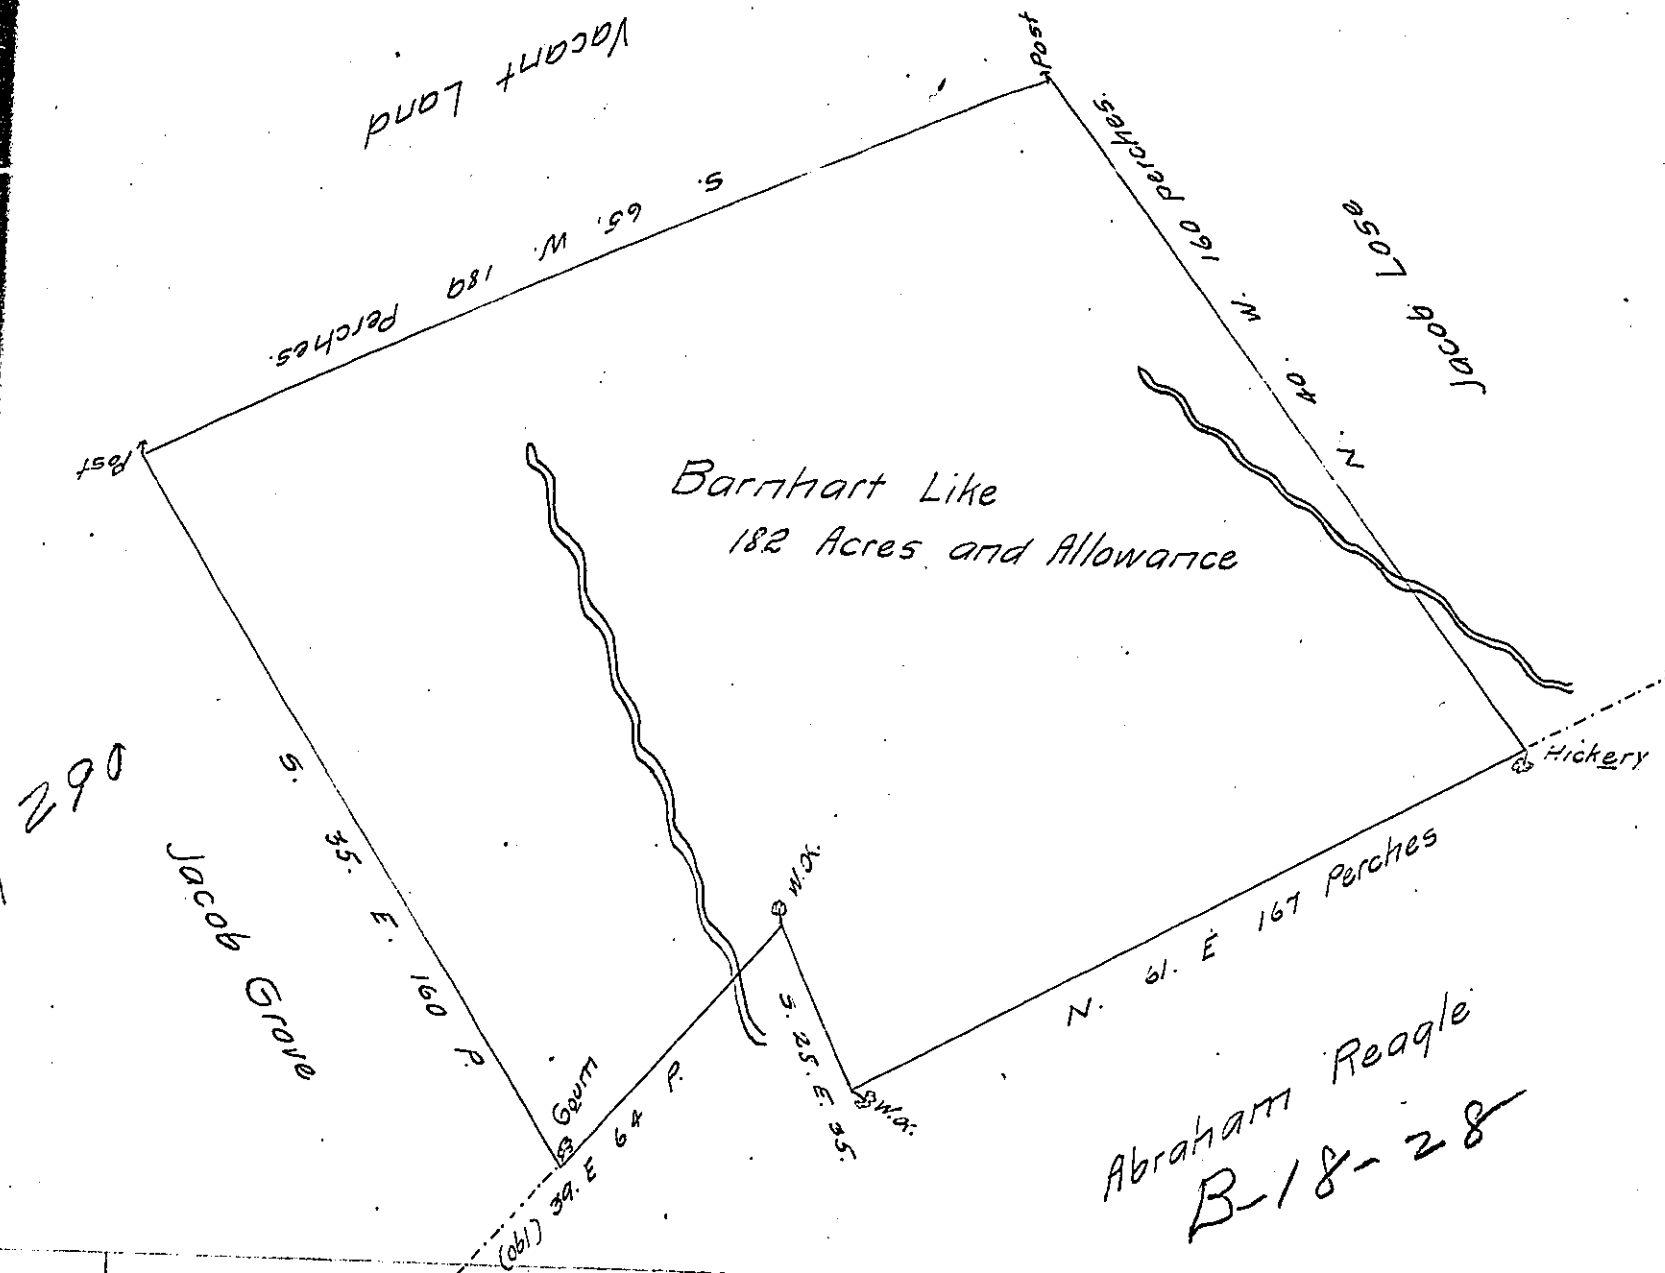 Vacant Land
Post
S. 65. W. 189 Perches.
Post
N. 40. W. 160 perches.
Jacob Lose
Barnhart Like
182 Acres and Allowance
Hickery
290
Jacob Grove
S. 35. E. 160 P.
Goum
(obl) 39. E 64 P.
W.O.
S. 25. E. 35.
W.O.
N. 61. E 167 Perches
Abraham Reagle
B-18-28